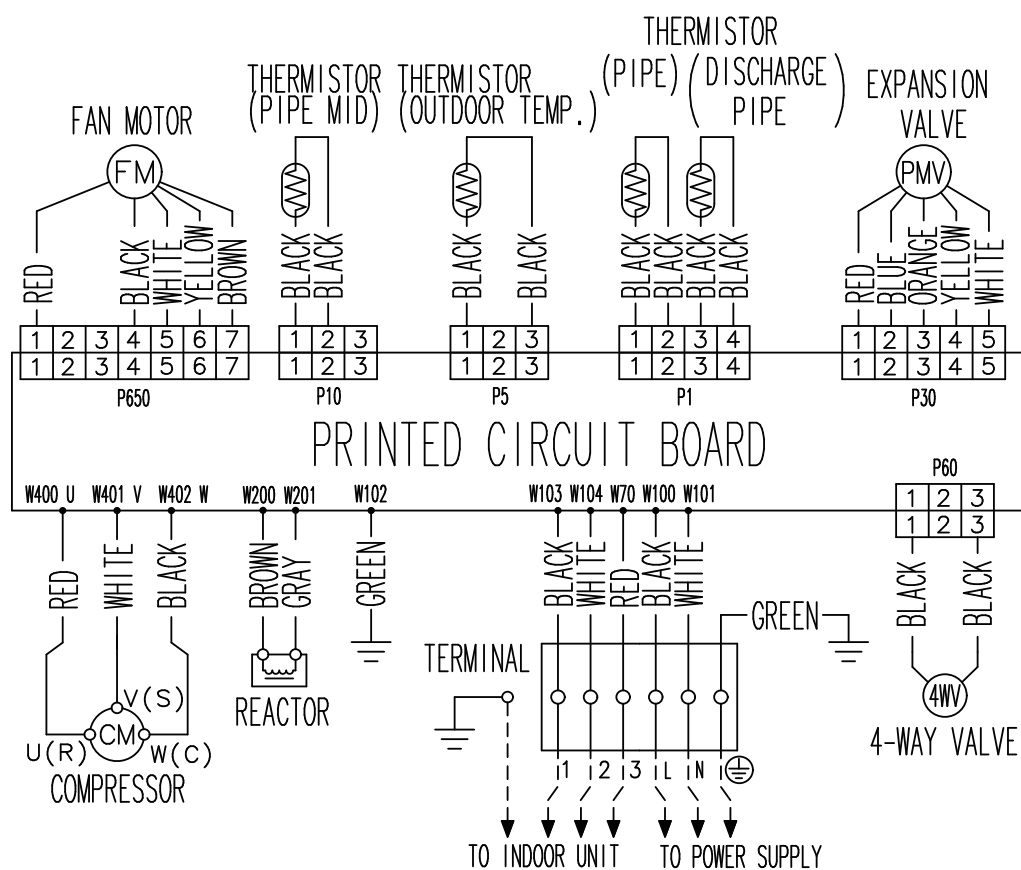 THERMISTOR
(PIPE) (DISCHARGE PIPE)
THERMISTOR (PIPE MID)
THERMISTOR (OUTDOOR TEMP.)
EXPANSION VALVE
FAN MOTOR
FM
PMV
RED BLACK WHITE YELLOW BROWN
BLACK BLACK
BLACK BLACK
BLACK BLACK BLACK BLACK
RED BLUE ORANGE YELLOW WHITE
1 2 3 4 5 6 7
1 2 3
1 2 3
1 2 3 4
1 2 3 4 5
1 2 3 4 5 6 7
1 2 3
1 2 3
1 2 3 4
1 2 3 4 5
P650
P10
P5
P1
P30
PRINTED CIRCUIT BOARD
P60
W400 U W401 V W402 W
W200 W201
W102
W103 W104 W70 W100 W101
1 2 3
1 2 3
RED WHITE BLACK
BROWN GRAY
GREEN
BLACK WHITE RED BLACK WHITE
GREEN
BLACK BLACK
TERMINAL
REACTOR
V(S)
CM
U(R) W(C)
COMPRESSOR
4WV
4-WAY VALVE
1 2 3 L N
TO INDOOR UNIT
TO POWER SUPPLY